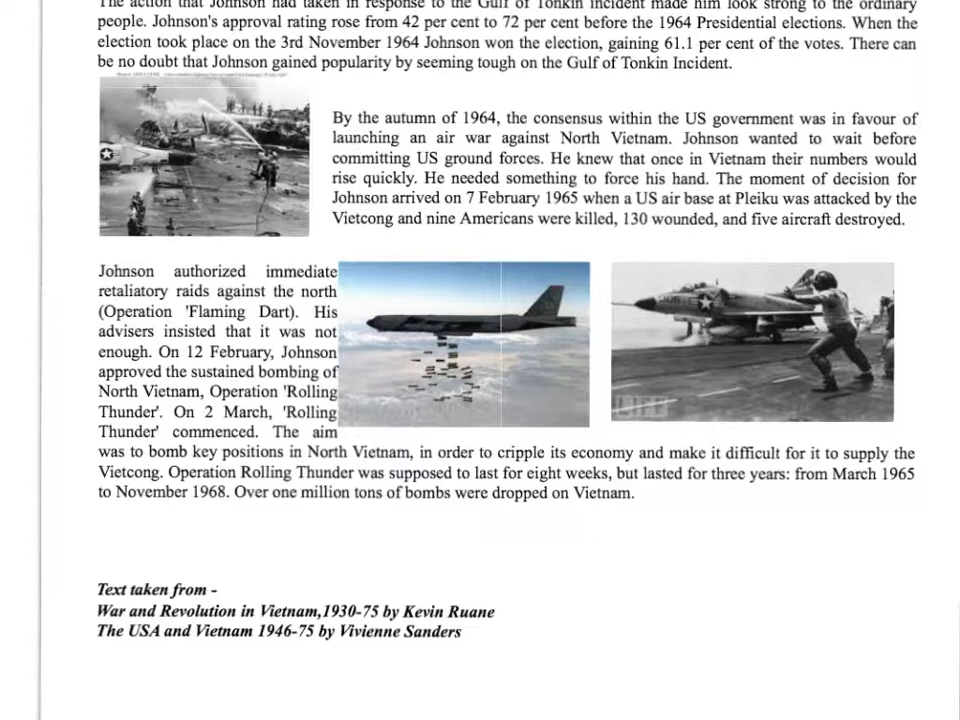 The action that Johnson had taken in response to the Gulf of Tonkin incident made him look strong to the ordinary
people. Johnson's approval rating rose from 42 per cent to 72 per cent before the 1964 Presidential elections. When the
election took place on the 3rd November 1964 Johnson won the election, gaining 61.1 per cent of the votes. There can
be no doubt that Johnson gained popularity by seeming tough on the Gulf of Tonkin Incident.
By the autumn of 1964, the consensus within the US government was in favour of
launching an air war against North Vietnam. Johnson wanted to wait before
committing US ground forces. He knew that once in Vietnam their numbers would
rise quickly. He needed something to force his hand. The moment of decision for
Johnson arrived on 7 February 1965 when a US air base at Pleiku was attacked by the
Vietcong and nine Americans were killed, 130 wounded, and five aircraft destroyed.
Johnson authorized immediate
retaliatory raids against the north
(Operation 'Flaming Dart). His
advisers insisted that it was not
enough. On 12 February, Johnson
approved the sustained bombing of
North Vietnam, Operation 'Rolling
Thunder'. On 2 March, 'Rolling
Thunder' commenced. The aim
was to bomb key positions in North Vietnam, in order to cripple its economy and make it difficult for it to supply the
Vietcong. Operation Rolling Thunder was supposed to last for eight weeks, but lasted for three years: from March 1965
to November 1968. Over one million tons of bombs were dropped on Vietnam.
LIFE
Text taken from -
War and Revolution in Vietnam,1930-75 by Kevin Ruane
The USA and Vietnam 1946-75 by Vivienne Sanders